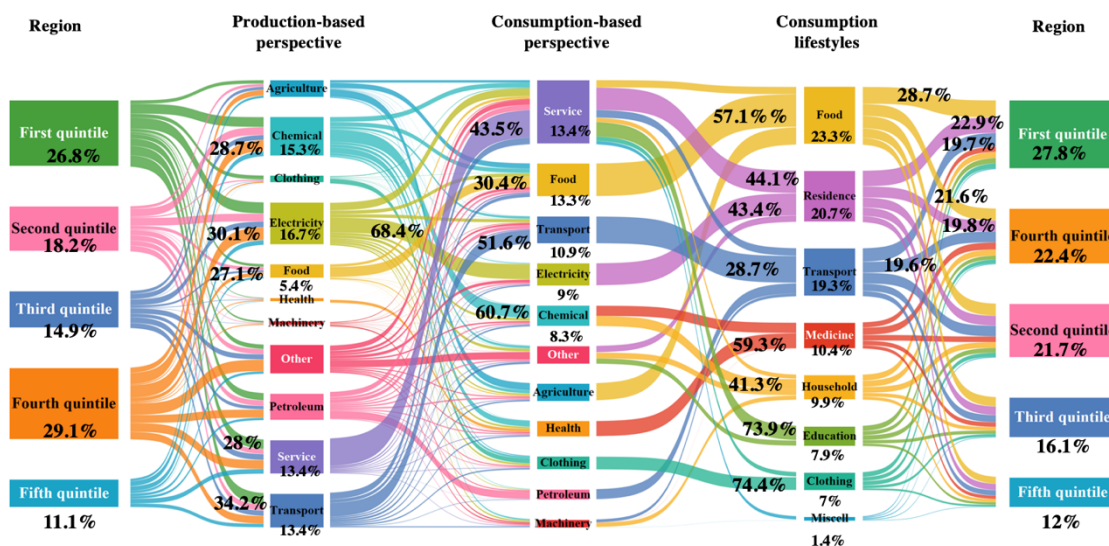 Region
Production-based
perspective
Consumption-based
perspective
Consumption
lifestyles
Region
First quintile
26.8%
Second quintile
18.2%
Third quintile
14.9%
Fourth quintile
29.1%
Fifth quintile
11.1%
Agriculture
Chemical
15.3%
28.7%
Clothing
Electricity
16.7%
30.1%
Food
5.4%
27.1%
Health
Machinery
Other
Petroleum
Service
13.4%
28%
Transport
13.4%
34.2%
68.4%
Service
13.4%
43.5%
Food
13.3%
30.4%
Transport
10.9%
51.6%
Electricity
9%
Chemical
8.3%
60.7%
Other
Agriculture
Health
Clothing
Petroleum
Machinery
Food
23.3%
57.1% %
Residence
20.7%
44.1%
43.4%
Transport
19.3%
28.7%
Medicine
10.4%
59.3%
Household
9.9%
41.3%
Education
7.9%
73.9%
Clothing
7%
74.4%
Miscell
1.4%
28.7%
22.9%
19.7%
21.6%
19.8%
19.6%
First quintile
27.8%
Fourth quintile
22.4%
Second quintile
21.7%
Third quintile
16.1%
Fifth quintile
12%